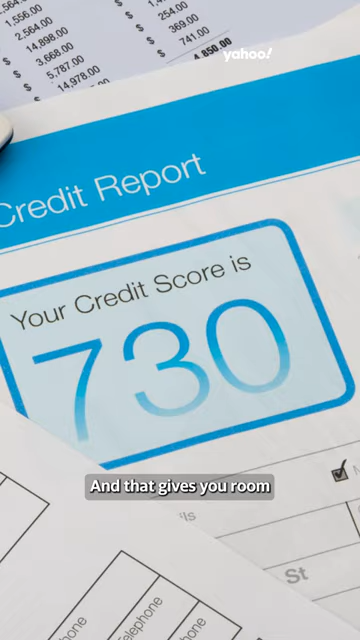 1,556.00
2,564.00
14,898.00
3,668.00
5,787.00
14,978.00
$ 254.00
$ 369.00
$ 741.00
4,850.00
yahoo!
Credit Report
Your Credit Score is
730
And that gives you room
St